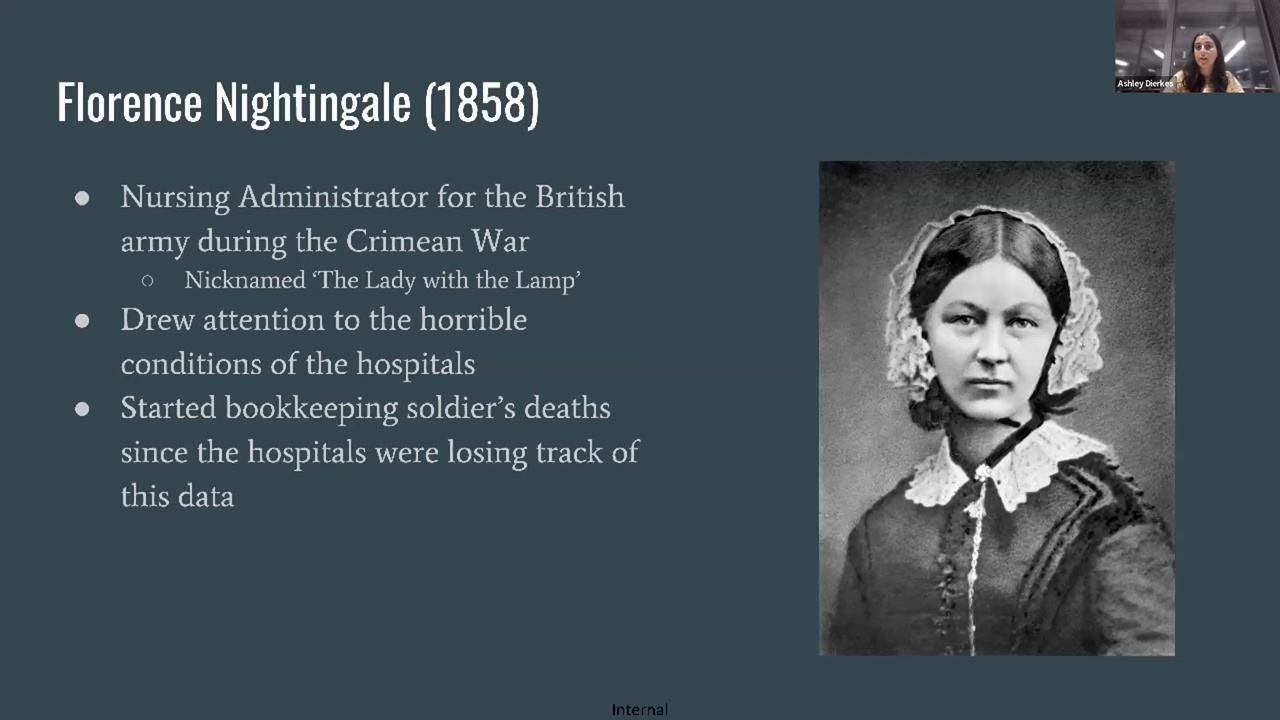 Florence Nightingale (1858)
● Nursing Administrator for the British
army during the Crimean War
○ Nicknamed ‘The Lady with the Lamp’
● Drew attention to the horrible
conditions of the hospitals
● Started bookkeeping soldier’s deaths
since the hospitals were losing track of
this data
Ashley Dierkes
Internal